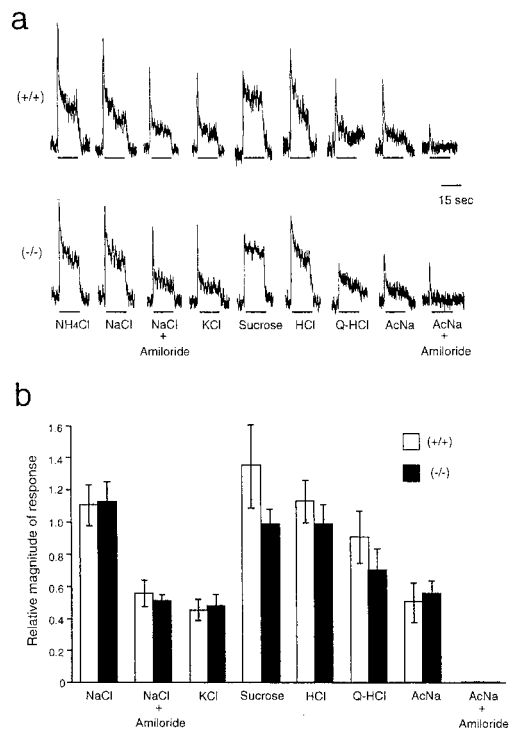 a
(+/+)
15 sec
(-/-)
NH4Cl NaCl NaCl + Amiloride KCl Sucrose HCl Q-HCl AcNa AcNa + Amiloride
b
Relative magnitude of response
1.6
1.4
1.2
1.0
0.8
0.6
0.4
0.2
0
(+/+)
(-/-)
NaCl NaCl + Amiloride KCl Sucrose HCl Q-HCl AcNa AcNa + Amiloride